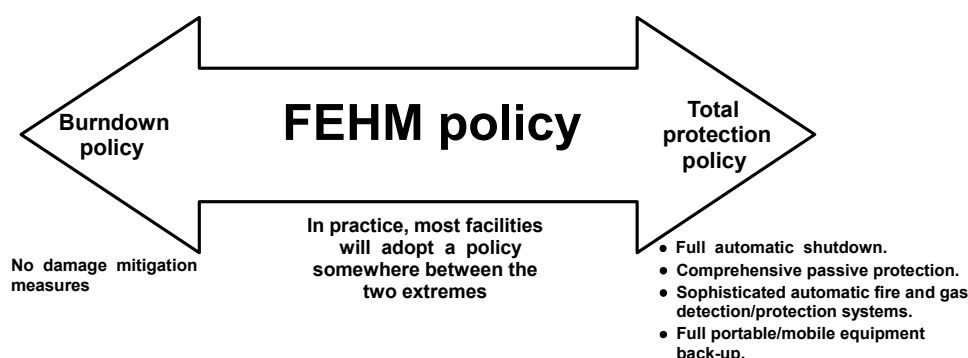 Burndown
policy
FEHM policy
Total
protection
policy
No damage mitigation
measures
In practice, most facilities
will adopt a policy
somewhere between the
two extremes
• Full automatic shutdown.
• Comprehensive passive protection.
• Sophisticated automatic fire and gas
detection/protection systems.
• Full portable/mobile equipment
back-up.